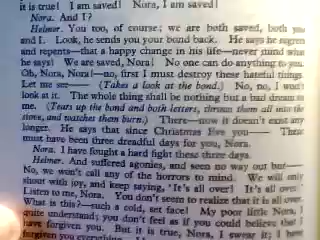 it is true! I am saved! Nora, I am saved!
Nora. And I?
Helmer. You too, of course; we are both saved, both you
and I. Look, he sends you your bond back. He says he regrets
and repents—that a happy change in his life—never mind what
he says! We are saved, Nora! No one can do anything to you.
Oh, Nora, Nora!—no, first I must destroy these hateful things.
Let me see— (Takes a look at the bond.) No, no, I won't
look at it. The whole thing shall be nothing but a bad dream to
me. (Tears up the bond and both letters, throws them all into the
stove, and watches them burn.) There—now it doesn't exist any
longer. He says that since Christmas Eve you— These
must have been three dreadful days for you, Nora.
Nora. I have fought a hard fight these three days.
Helmer. And suffered agonies, and seen no way out but—
No, we won't call any of the horrors to mind. We will only
shout with joy, and keep saying, 'It's all over! It's all over!'
Listen to me, Nora. You don't seem to realize that it is all over.
What is this?—such a cold, set face! My poor little Nora, I
quite understand; you don't feel as if you could believe that I
have forgiven you. But it is true, Nora, I swear it; I have
forgiven you everything.